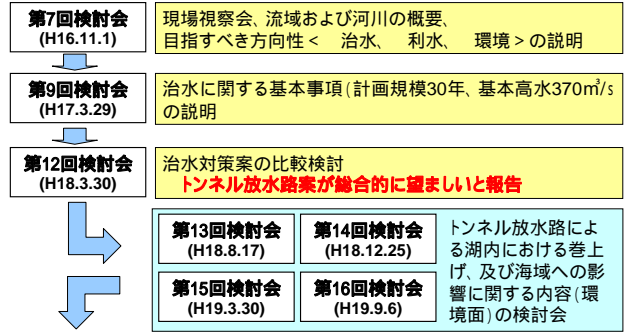 第7回検討会
(H16.11.1)
現場視察会、流域および河川の概要、
目指すべき方向性＜　治水、　利水、　環境＞の説明
第9回検討会
(H17.3.29)
治水に関する基本事項(計画規模30年、基本高水370㎥/s
の説明
第12回検討会
(H18.3.30)
治水対策案の比較検討
トンネル放水路案が総合的に望ましいと報告
第13回検討会
(H18.8.17)
第14回検討会
(H18.12.25)
第15回検討会
(H19.3.30)
第16回検討会
(H19.9.6)
トンネル放水路によ
る湖内における巻上
げ、及び海域への影
響に関する内容(環
境面)の検討会